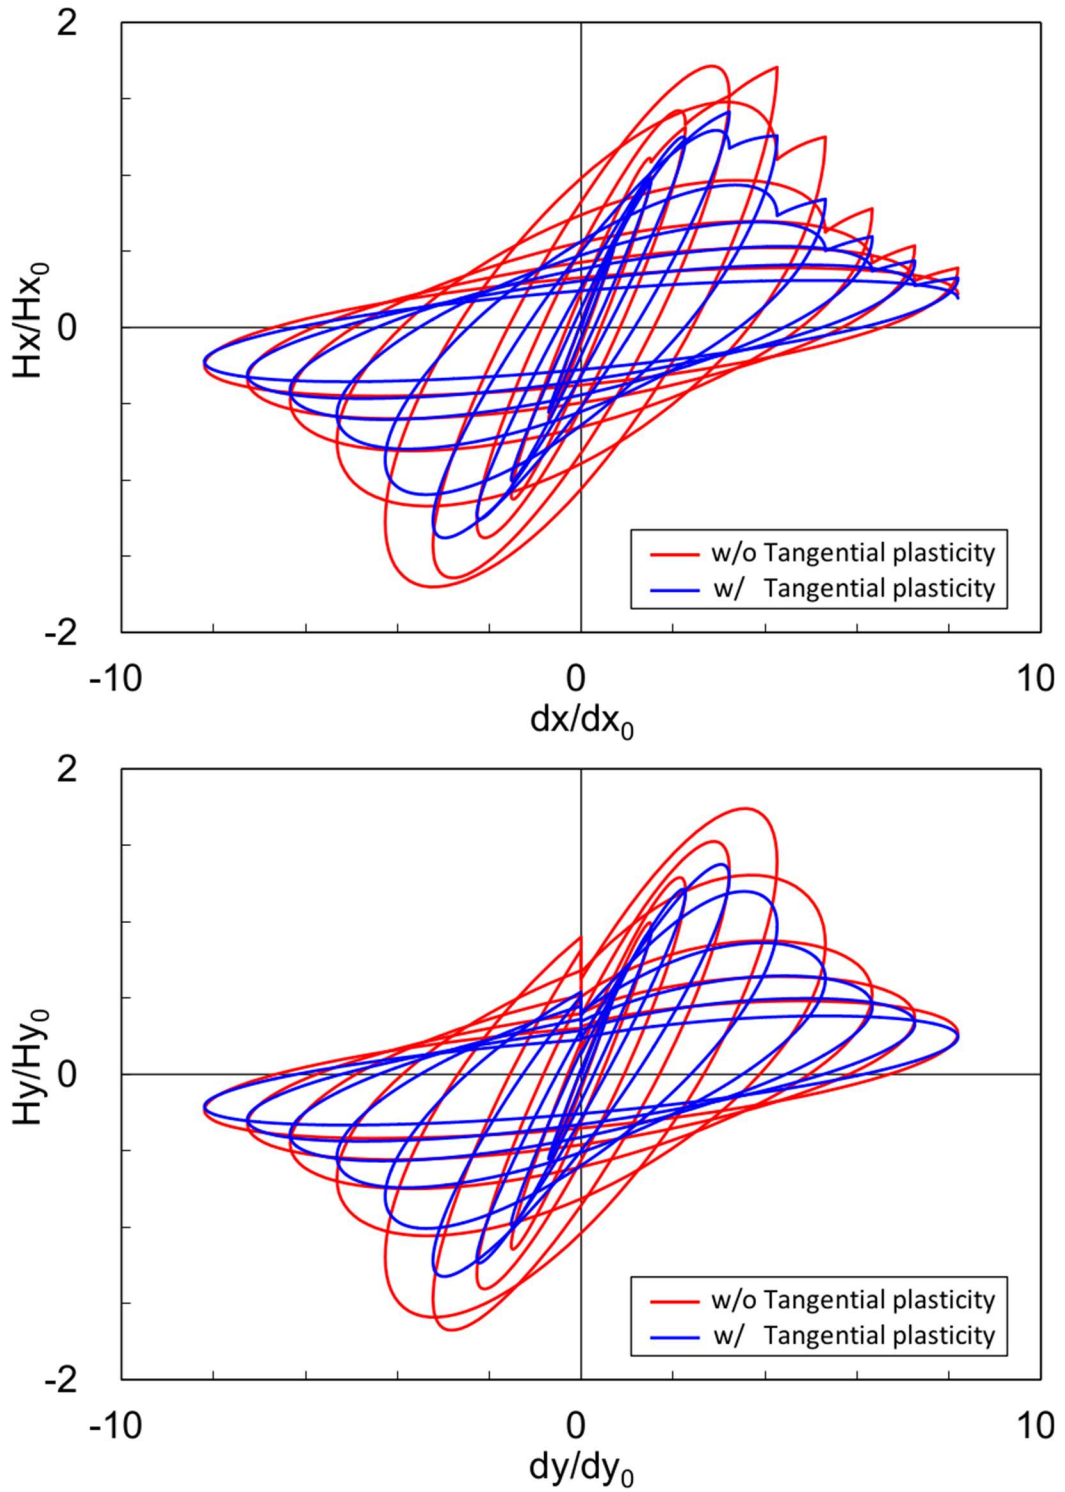 2
Hx/Hx0
0
w/o Tangential plasticity
w/ Tangential plasticity
-2
-10 0 10
dx/dx0
2
Hy/Hy0
0
w/o Tangential plasticity
w/ Tangential plasticity
-2
-10 0 10
dy/dy0